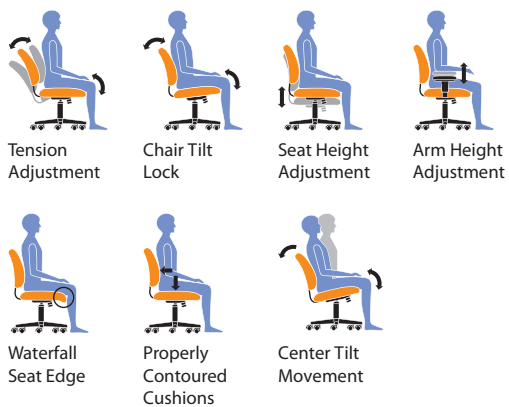 Tension
Adjustment
Chair Tilt
Lock
Seat Height
Adjustment
Arm Height
Adjustment
Waterfall
Seat Edge
Properly
Contoured
Cushions
Center Tilt
Movement